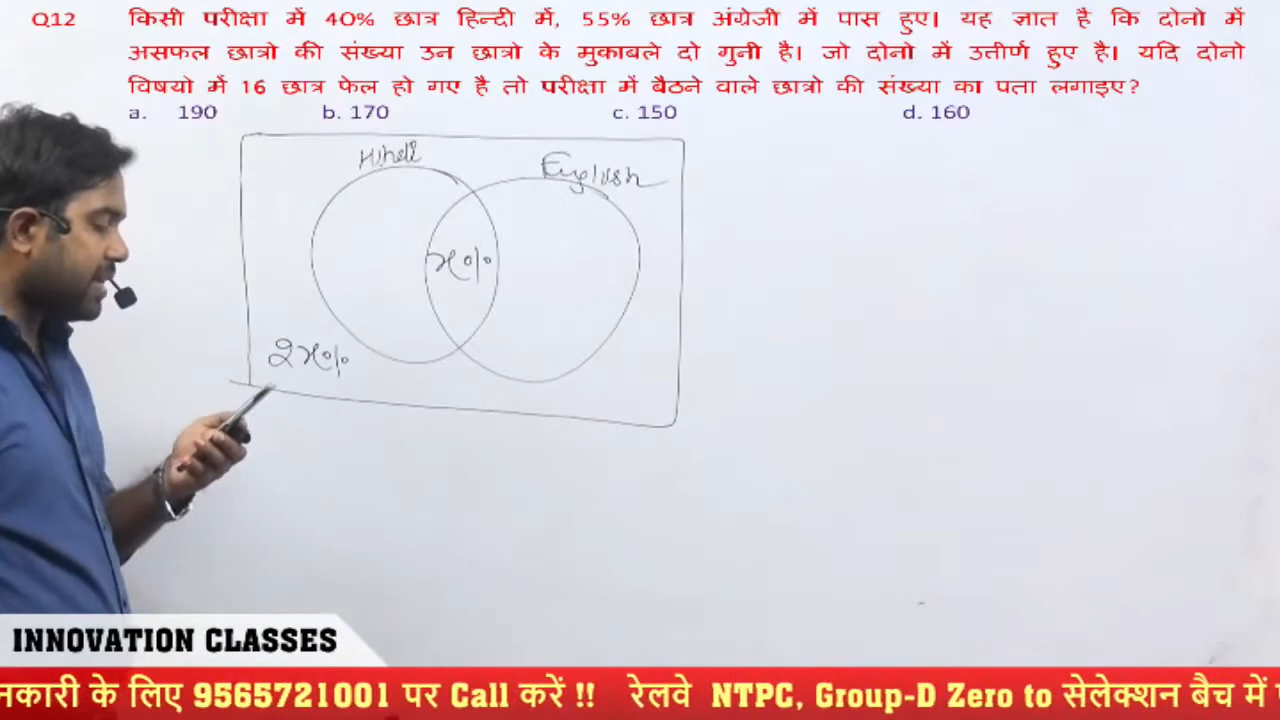 Q12 किसी परीक्षा में 40% छात्र हिन्दी में, 55% छात्र अंग्रेजी में पास हुए। यह ज्ञात है कि दोनो में
असफल छात्रो की संख्या उन छात्रो के मुकाबले दो गुनी है। जो दोनो में उतीर्ण हुए है। यदि दोनो
विषयो में 16 छात्र फेल हो गए है तो परीक्षा में बैठने वाले छात्रो की संख्या का पता लगाइए?
a. 190 b. 170 c. 150 d. 160
Hindi English
x%
2x%
INNOVATION CLASSES
नकारी के लिए 9565721001 पर Call करें !! रेलवे NTPC, Group-D Zero to सेलेक्शन बैच में